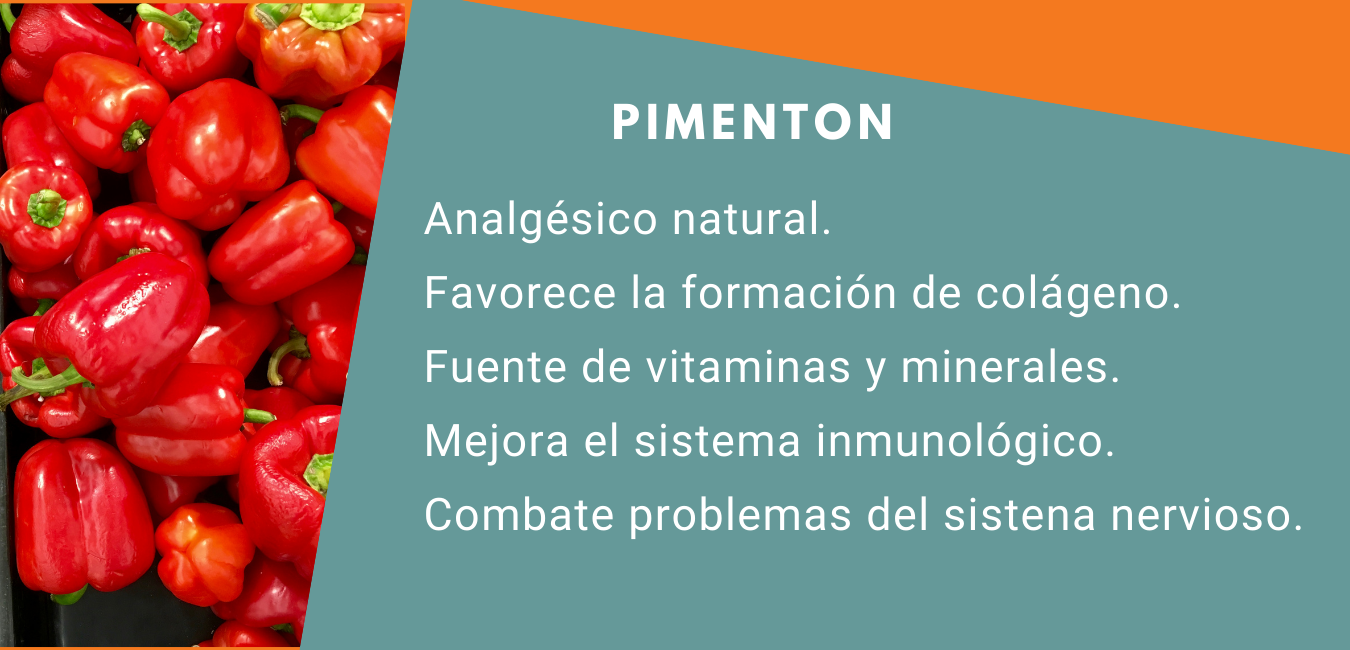 PIMENTON
Analgésico natural.
Favorece la formación de colágeno.
Fuente de vitaminas y minerales.
Mejora el sistema inmunológico.
Combate problemas del sistena nervioso.